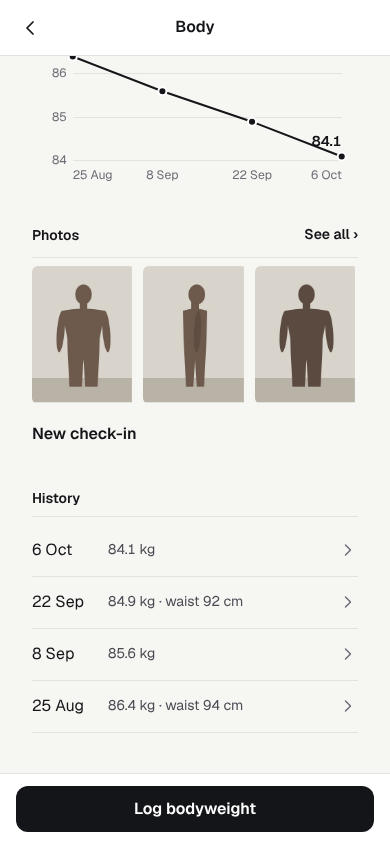 Body
86
85
84
84.1
25 Aug 8 Sep 22 Sep 6 Oct
Photos See all ›
New check-in
History
6 Oct 84.1 kg
22 Sep 84.9 kg · waist 92 cm
8 Sep 85.6 kg
25 Aug 86.4 kg · waist 94 cm
Log bodyweight